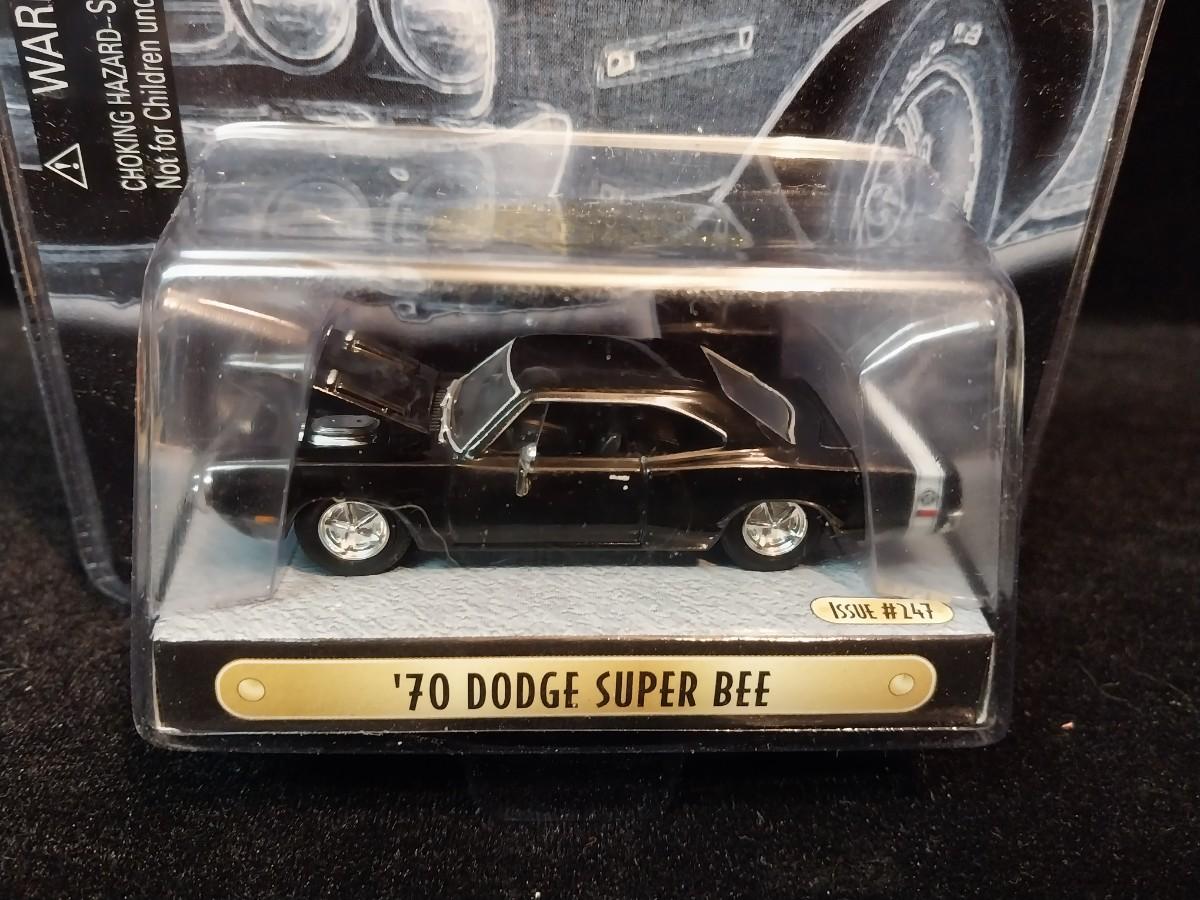 ⚠ WAR
CHOKING HAZARD--S
Not for Children und
ISSUE #247
'70 DODGE SUPER BEE